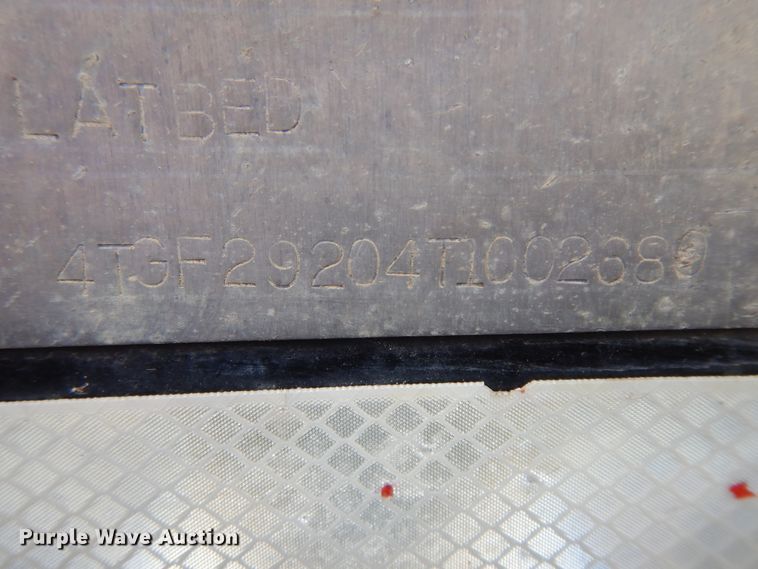 LATBED
4TGF29204T1002689
Purple Wave Auction